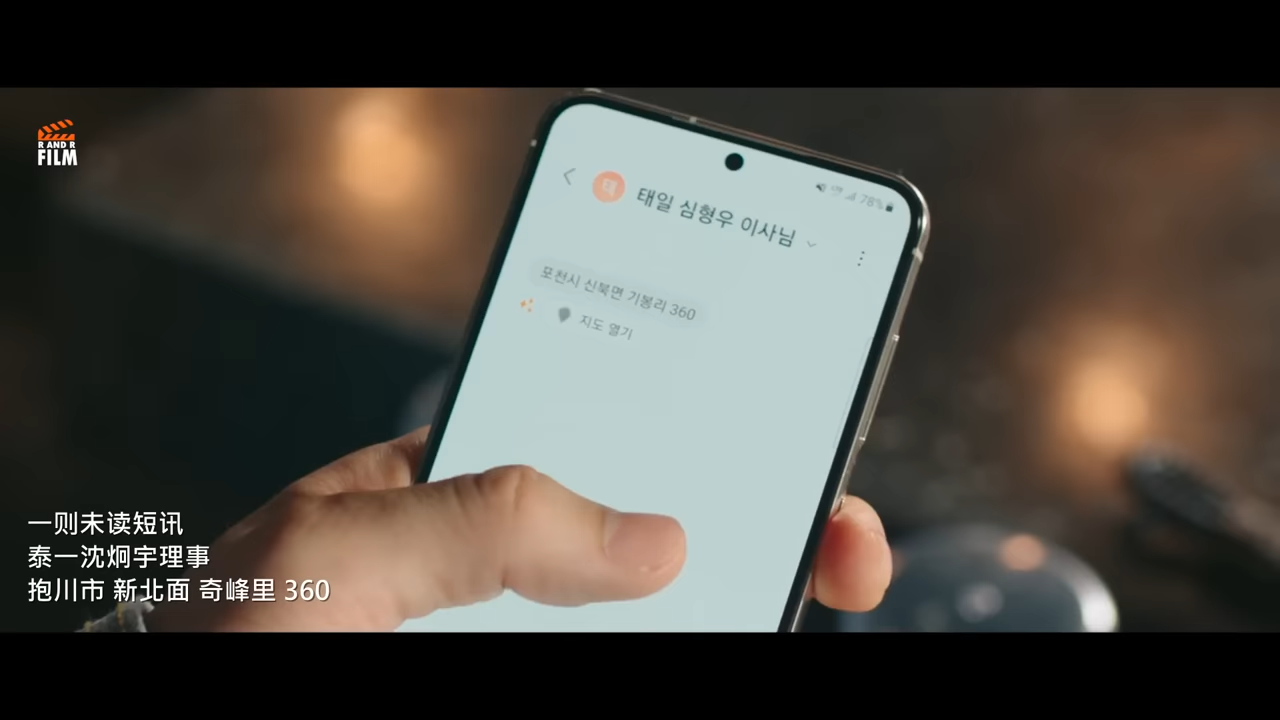 R AND R
FILM
78%
태일 심형우 이사님
포천시 신북면 기봉리 360
지도 열기
一则未读短讯
泰一沈炯宇理事
抱川市 新北面 奇峰里 360